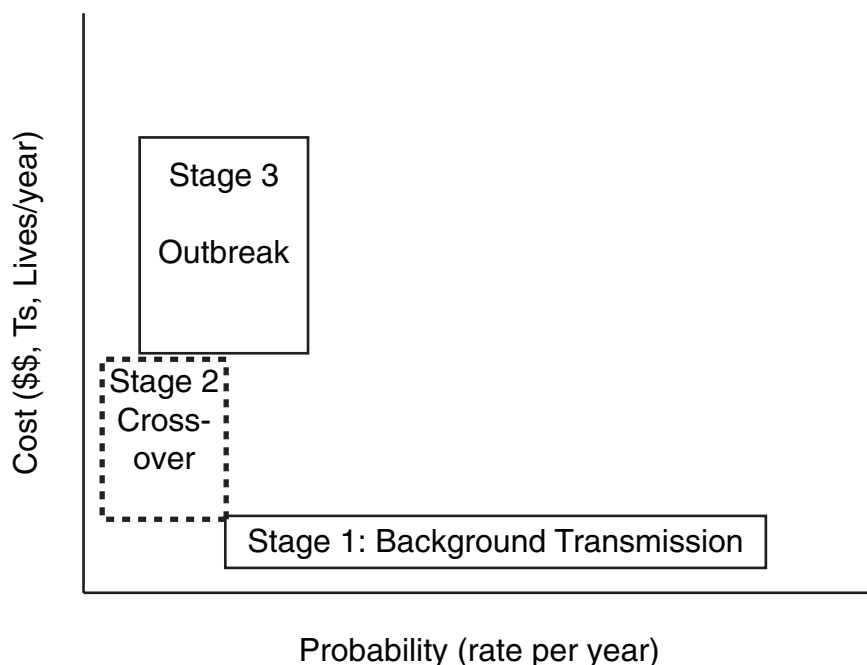 Cost ($$, Ts, Lives/year)
Stage 3
Outbreak
Stage 2
Cross-
over
Stage 1: Background Transmission
Probability (rate per year)